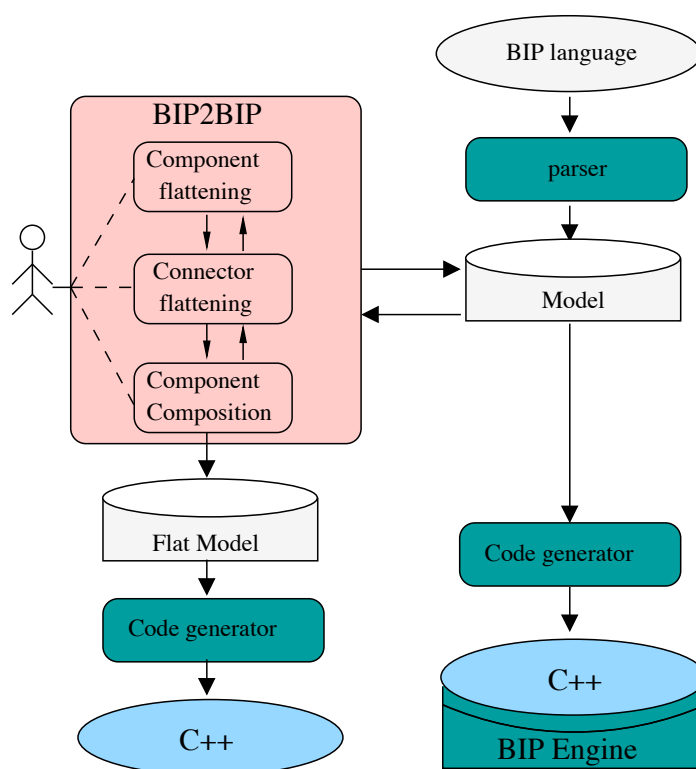 BIP language
BIP2BIP
Component
flattening
parser
Connector
flattening
Model
Component
Composition
Flat Model
Code generator
Code generator
C++
BIP Engine
C++